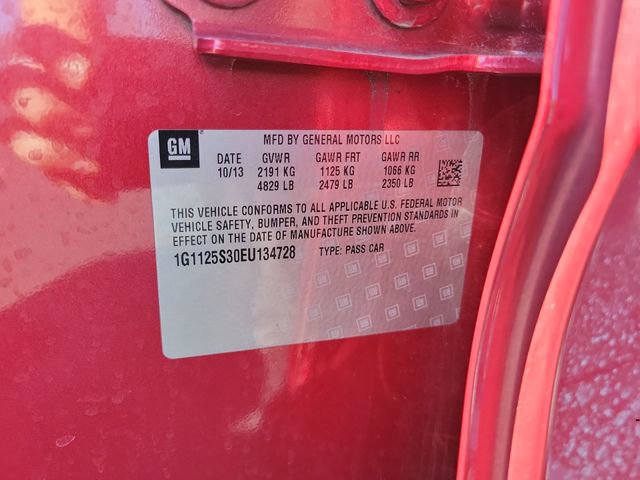 GM
MFD BY GENERAL MOTORS LLC
DATE GVWR GAWR FRT GAWR RR
10/13 2191 KG 1125 KG 1066 KG
4829 LB 2479 LB 2350 LB
THIS VEHICLE CONFORMS TO ALL APPLICABLE U.S. FEDERAL MOTOR
VEHICLE SAFETY, BUMPER, AND THEFT PREVENTION STANDARDS IN
EFFECT ON THE DATE OF MANUFACTURE SHOWN ABOVE.
1G1125S30EU134728 TYPE: PASS CAR